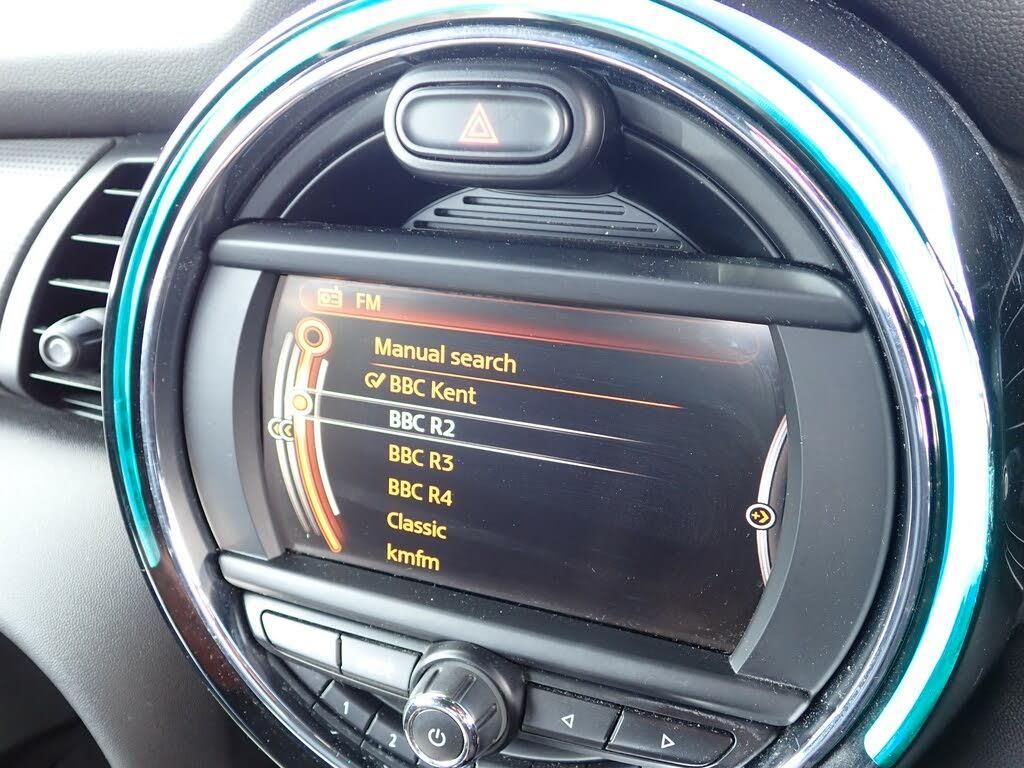 FM
Manual search
BBC Kent
BBC R2
BBC R3
BBC R4
Classic
kmfm
1
2